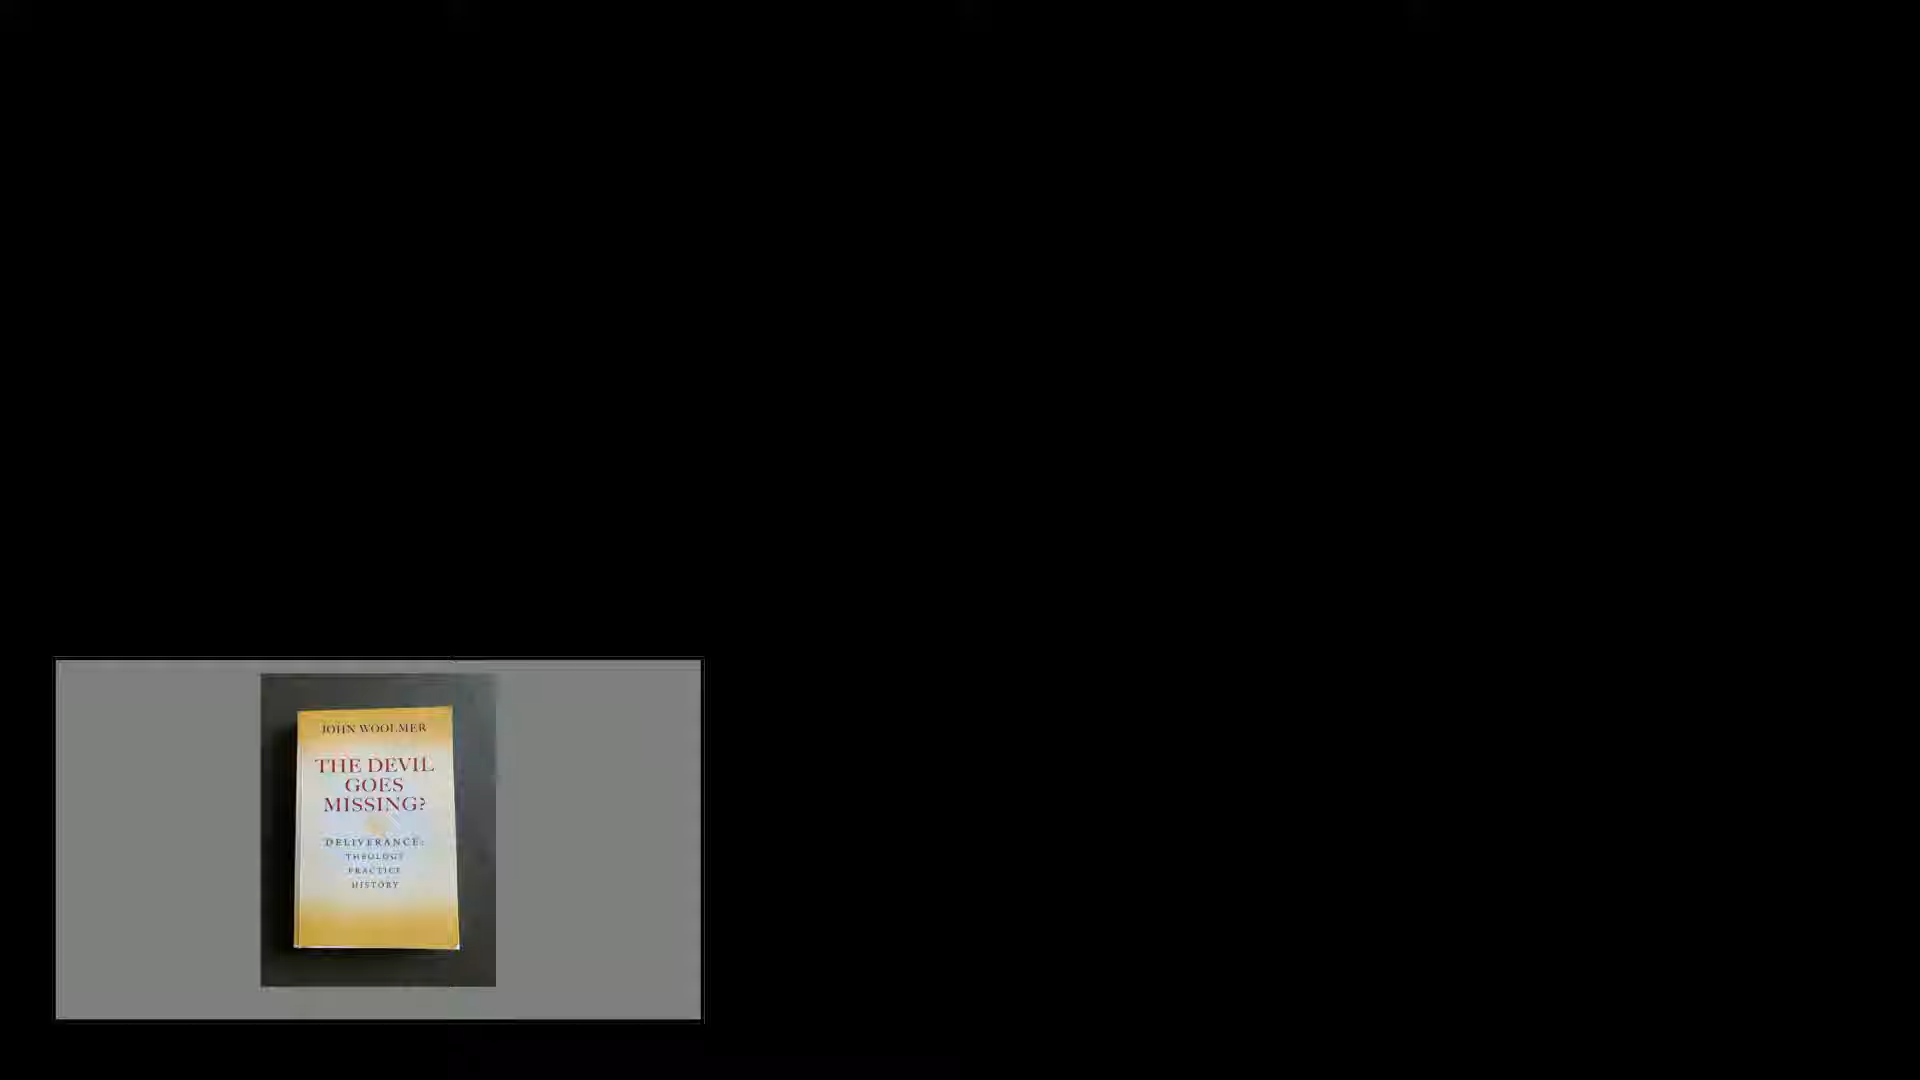 JOHN WOOLMER
THE DEVIL
GOES
MISSING?
DELIVERANCE:
THEOLOGY
PRACTICE
HISTORY